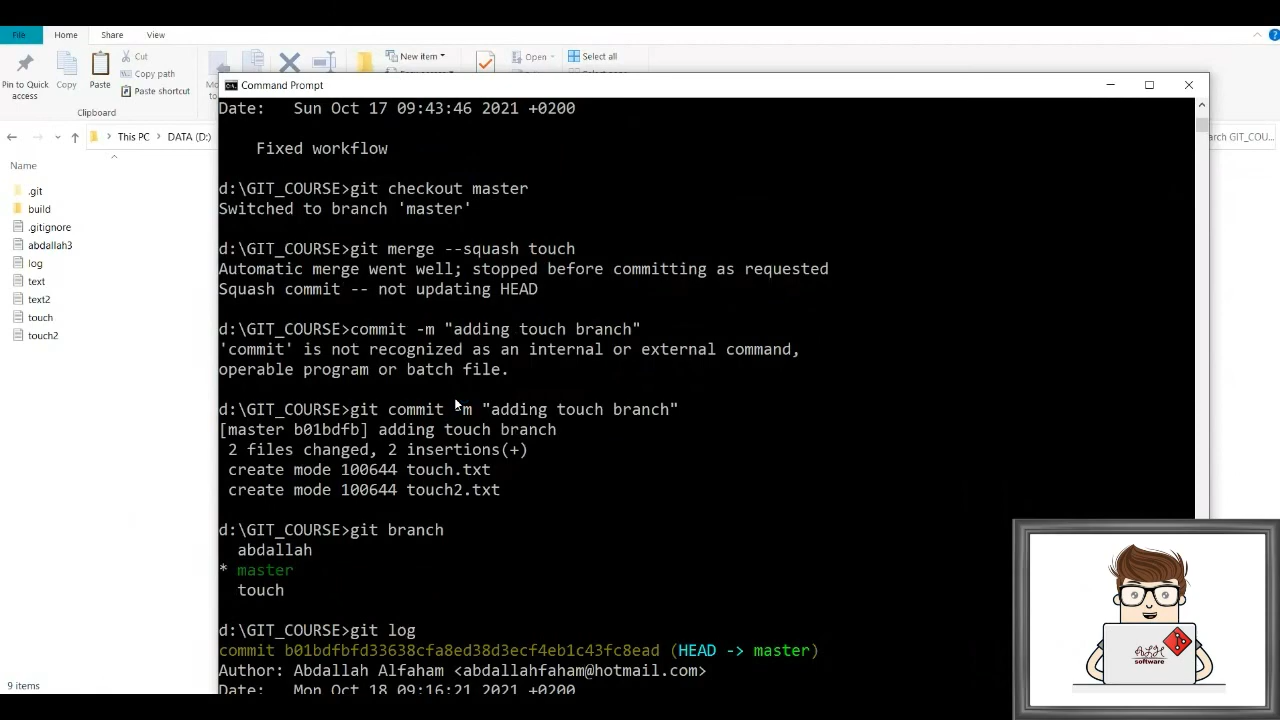 File Home Share View
Pin to Quick access
Copy
Paste
Cut
Copy path
Paste shortcut
Clipboard
New item
Open
Select all
This PC
DATA (D:)
arch GIT_COU...
Name
.git
build
.gitignore
abdallah3
log
text
text2
touch
touch2
9 items
Command Prompt
Date:   Sun Oct 17 09:43:46 2021 +0200
Fixed workflow
d:\GIT_COURSE>git checkout master
Switched to branch 'master'
d:\GIT_COURSE>git merge --squash touch
Automatic merge went well; stopped before committing as requested
Squash commit -- not updating HEAD
d:\GIT_COURSE>commit -m "adding touch branch"
'commit' is not recognized as an internal or external command,
operable program or batch file.
d:\GIT_COURSE>git commit -m "adding touch branch"
[master b01bdfb] adding touch branch
2 files changed, 2 insertions(+)
create mode 100644 touch.txt
create mode 100644 touch2.txt
d:\GIT_COURSE>git branch
abdallah
* master
touch
d:\GIT_COURSE>git log
commit b01bdfbfd33638cfa8ed38d3ecf4eb1c43fc8ead (HEAD -> master)
Author: Abdallah Alfaham <abdallahfaham@hotmail.com>
Date:   Mon Oct 18 09:16:21 2021 +0200
software